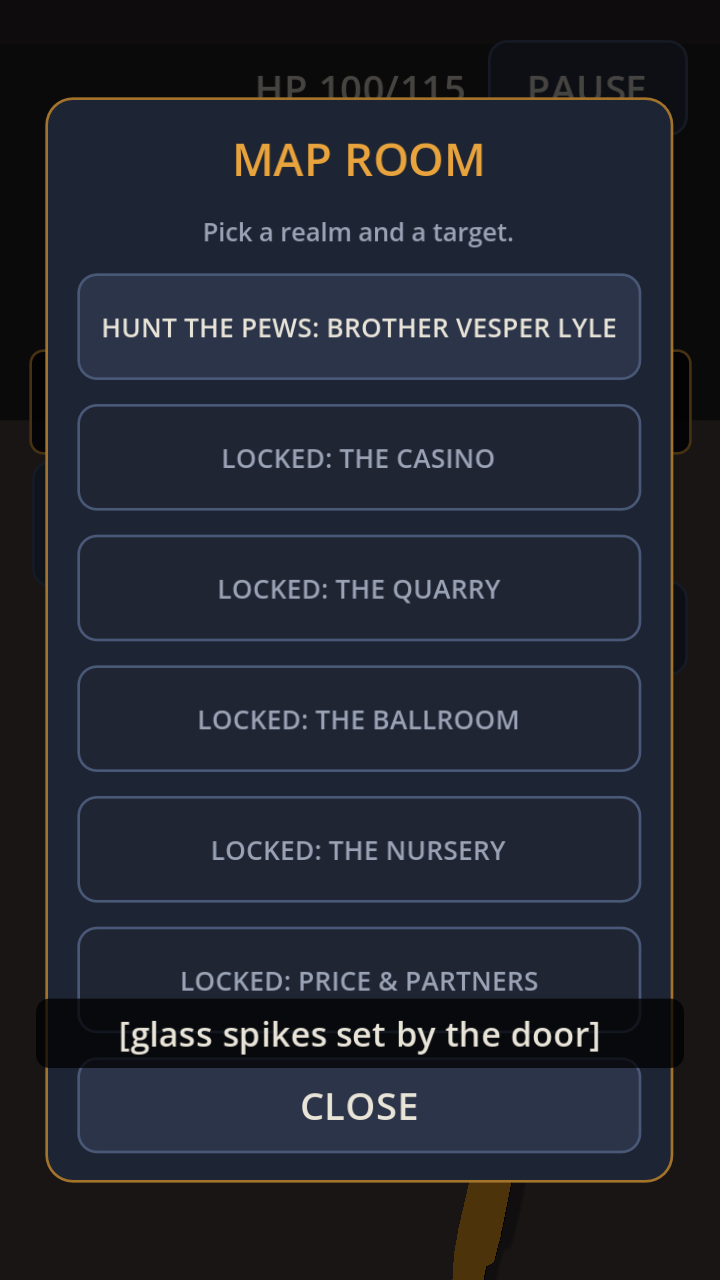 HP 100/115
PAUSE
MAP ROOM
Pick a realm and a target.
HUNT THE PEWS: BROTHER VESPER LYLE
LOCKED: THE CASINO
LOCKED: THE QUARRY
LOCKED: THE BALLROOM
LOCKED: THE NURSERY
LOCKED: PRICE & PARTNERS
[glass spikes set by the door]
CLOSE